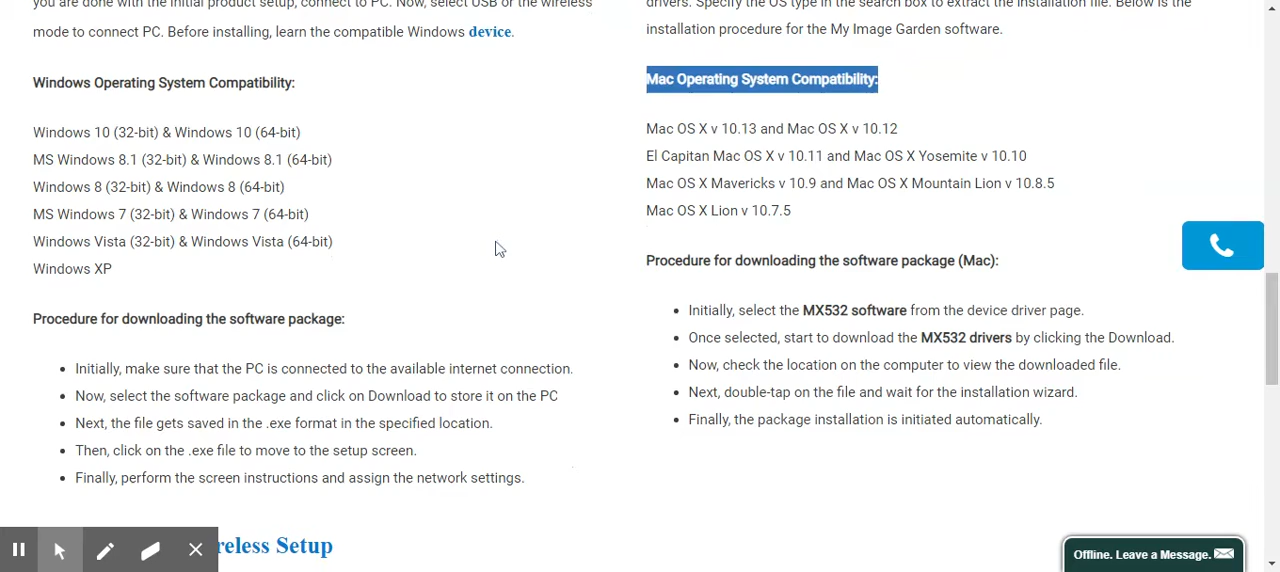 you are done with the initial product setup, connect to PC. Now, select USB or the wireless
mode to connect PC. Before installing, learn the compatible Windows device.
Windows Operating System Compatibility:
Windows 10 (32-bit) & Windows 10 (64-bit)
MS Windows 8.1 (32-bit) & Windows 8.1 (64-bit)
Windows 8 (32-bit) & Windows 8 (64-bit)
MS Windows 7 (32-bit) & Windows 7 (64-bit)
Windows Vista (32-bit) & Windows Vista (64-bit)
Windows XP
Procedure for downloading the software package:
Initially, make sure that the PC is connected to the available internet connection.
Now, select the software package and click on Download to store it on the PC
Next, the file gets saved in the .exe format in the specified location.
Then, click on the .exe file to move to the setup screen.
Finally, perform the screen instructions and assign the network settings.
reless Setup
drivers. Specify the OS type in the search box to extract the installation file. Below is the
installation procedure for the My Image Garden software.
Mac Operating System Compatibility:
Mac OS X v 10.13 and Mac OS X v 10.12
El Capitan Mac OS X v 10.11 and Mac OS X Yosemite v 10.10
Mac OS X Mavericks v 10.9 and Mac OS X Mountain Lion v 10.8.5
Mac OS X Lion v 10.7.5
Procedure for downloading the software package (Mac):
Initially, select the MX532 software from the device driver page.
Once selected, start to download the MX532 drivers by clicking the Download.
Now, check the location on the computer to view the downloaded file.
Next, double-tap on the file and wait for the installation wizard.
Finally, the package installation is initiated automatically.
Offline. Leave a Message.